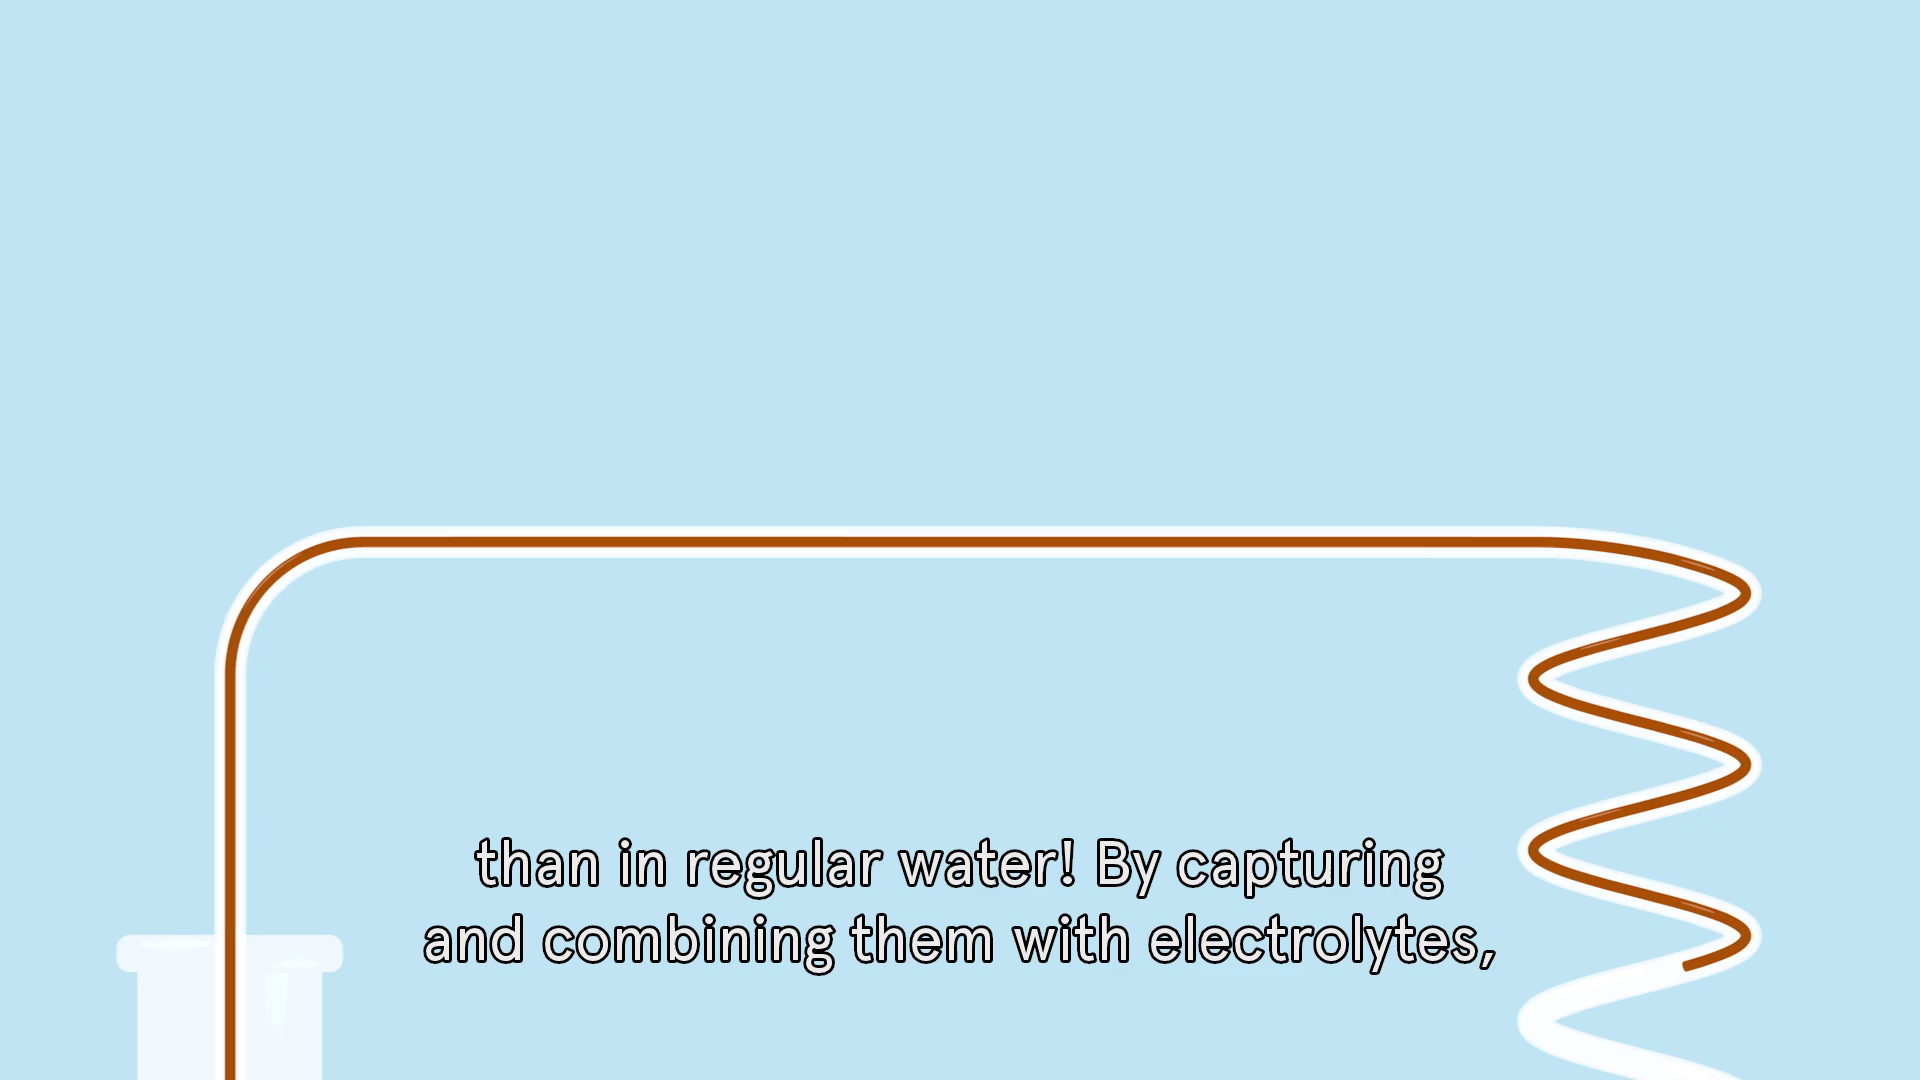 than in regular water! By capturing
and combining them with electrolytes,